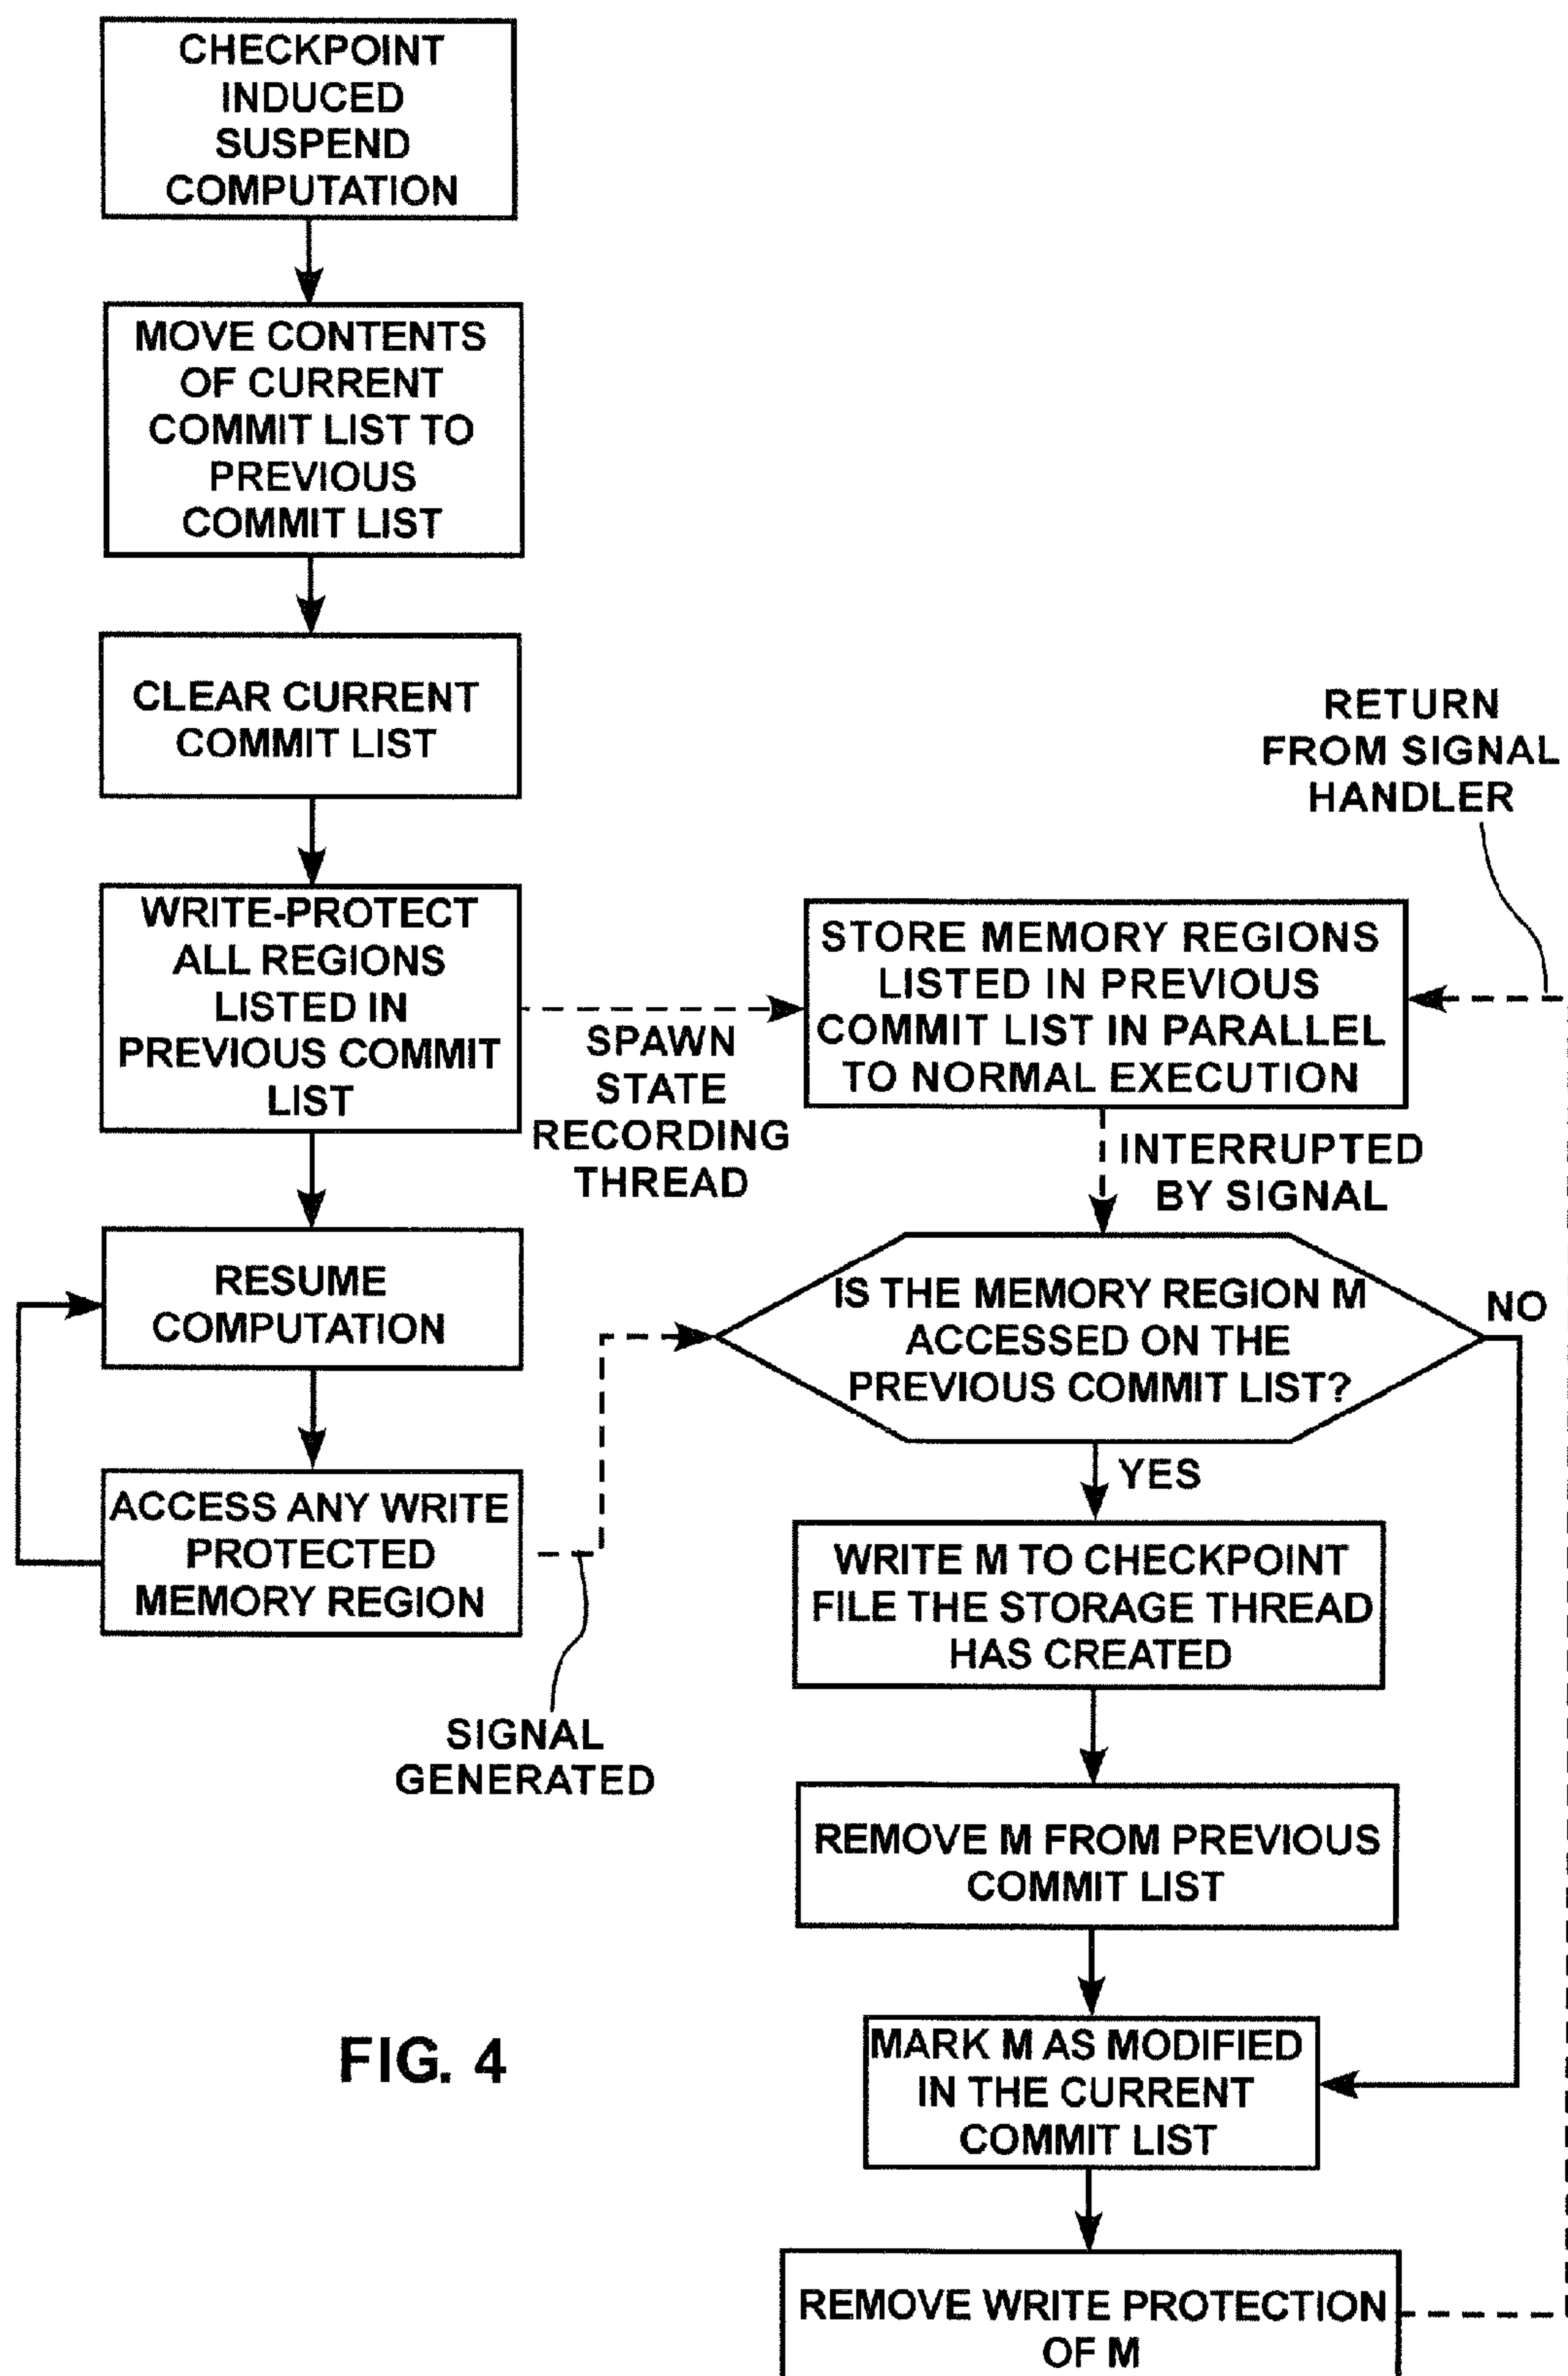 CHECKPOINT
INDUCED
SUSPEND
COMPUTATION
MOVE CONTENTS
OF CURRENT
COMMIT LIST TO
PREVIOUS
COMMIT LIST
CLEAR CURRENT
COMMIT LIST
WRITE-PROTECT
ALL REGIONS
LISTED IN
PREVIOUS COMMIT
LIST
SPAWN
STATE
RECORDING
THREAD
RESUME
COMPUTATION
ACCESS ANY WRITE
PROTECTED
MEMORY REGION
SIGNAL
GENERATED
RETURN
FROM SIGNAL
HANDLER
STORE MEMORY REGIONS
LISTED IN PREVIOUS
COMMIT LIST IN PARALLEL
TO NORMAL EXECUTION
INTERRUPTED
BY SIGNAL
IS THE MEMORY REGION M
ACCESSED ON THE
PREVIOUS COMMIT LIST?
NO
YES
WRITE M TO CHECKPOINT
FILE THE STORAGE THREAD
HAS CREATED
REMOVE M FROM PREVIOUS
COMMIT LIST
MARK M AS MODIFIED
IN THE CURRENT
COMMIT LIST
REMOVE WRITE PROTECTION
OF M
FIG. 4